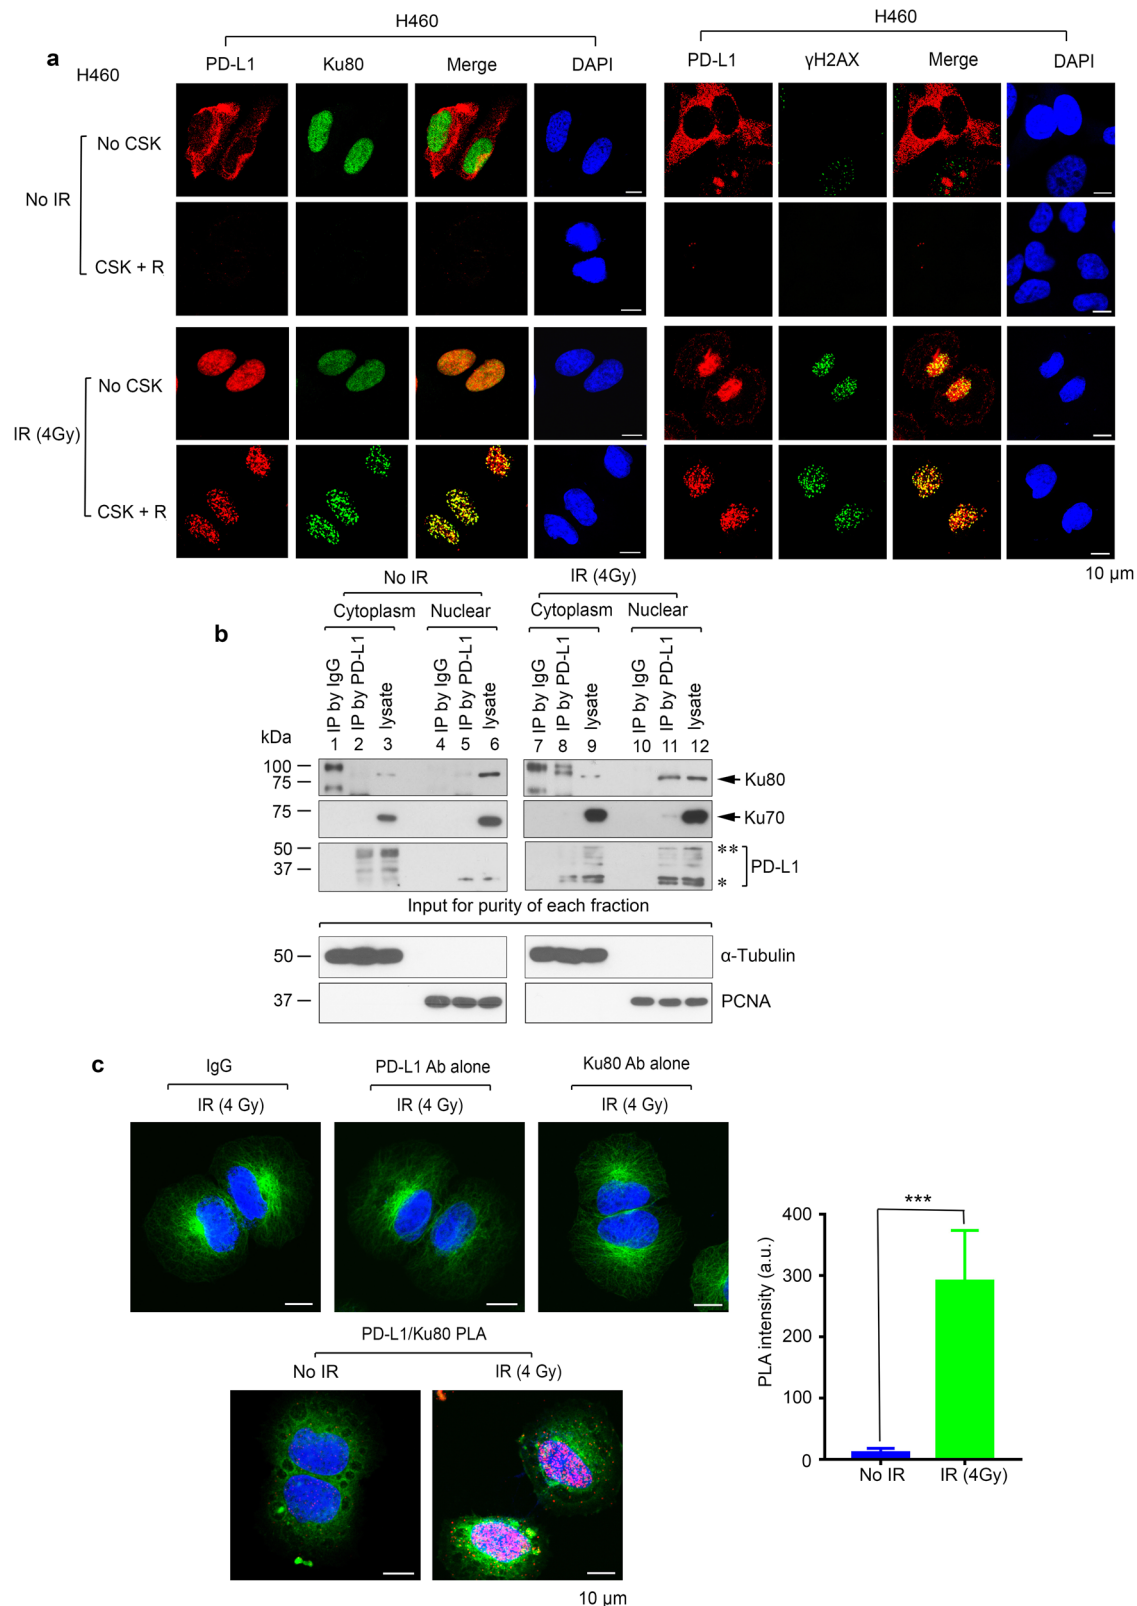 H460
H460
a
H460
PD-L1
Ku80
Merge
DAPI
PD-L1
γH2AX
Merge
DAPI
No IR
No CSK
CSK + R
IR (4Gy)
No CSK
CSK + R
10 µm
b
No IR
IR (4Gy)
Cytoplasm
Nuclear
Cytoplasm
Nuclear
IP by IgG
IP by PD-L1
lysate
IP by IgG
IP by PD-L1
lysate
IP by IgG
IP by PD-L1
lysate
IP by IgG
IP by PD-L1
lysate
kDa
1 2 3 4 5 6 7 8 9 10 11 12
100
75
Ku80
75
Ku70
50
37
**
*
PD-L1
Input for purity of each fraction
50
α-Tubulin
37
PCNA
c
IgG
PD-L1 Ab alone
Ku80 Ab alone
IR (4 Gy)
IR (4 Gy)
IR (4 Gy)
PD-L1/Ku80 PLA
No IR
IR (4 Gy)
10 µm
PLA intensity (a.u.)
400
300
200
100
0
***
No IR
IR (4Gy)